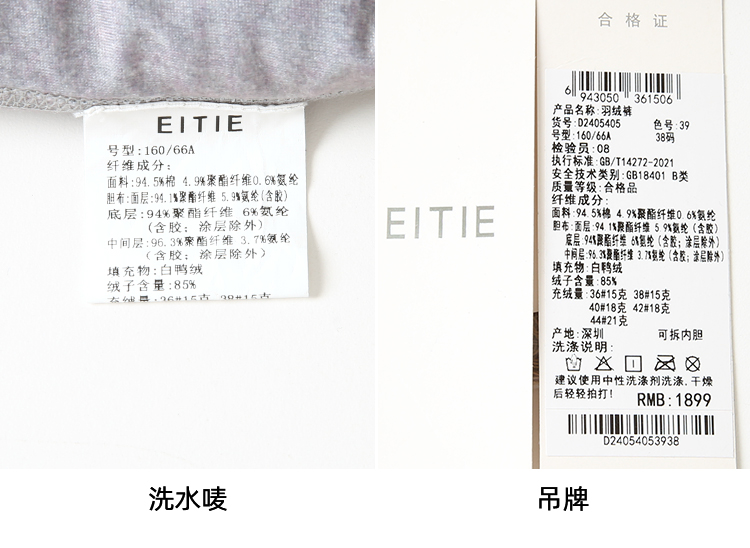 EITIE
号型:160/66A
纤维成分:
面料:94.5%棉 4.9%聚酯纤维0.6%氨纶
胆布:面层:94.1%聚酯纤维 5.9%氨纶(含胶)
底层:94%聚酯纤维 6%氨纶
(含胶；涂层除外)
中间层:96.3%聚酯纤维 3.7%氨纶
(含胶；涂层除外)
填充物:白鸭绒
绒子含量:85%
充绒量:36#15克 38#15克
洗水唛
EITIE
合格证
6 943050 361506
产品名称:羽绒裤
货号:D2405405 色号:39
号型:160/66A 38码
检验员:08
执行标准:GB/T14272-2021
安全技术类别:GB18401 B类
质量等级:合格品
纤维成分:
面料:94.5%棉 4.9%聚酯纤维0.6%氨纶
胆布:面层:94.1%聚酯纤维 5.9%氨纶(含胶)
底层:94%聚酯纤维 6%氨纶(含胶；涂层除外)
中间层:96.3%聚酯纤维 3.7%氨纶(含胶；涂层除外)
填充物:白鸭绒
绒子含量:85%
充绒量:36#15克 38#15克
40#18克 42#18克
44#21克
产地:深圳 可拆内胆
洗涤说明:
建议使用中性洗涤剂洗涤.干燥
后轻轻拍打! RMB:1899
D24054053938
吊牌